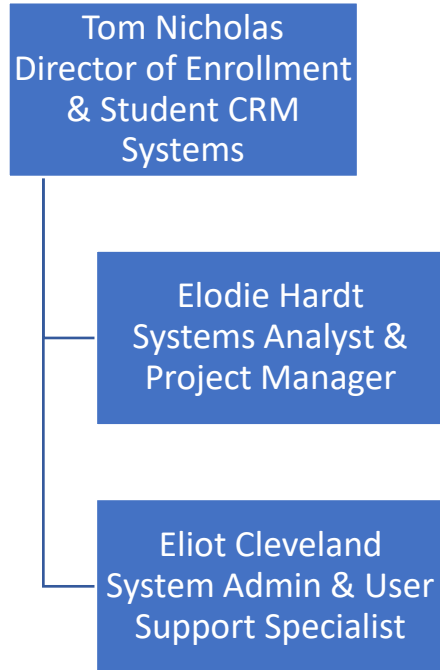 Tom Nicholas
Director of Enrollment
& Student CRM
Systems
Elodie Hardt
Systems Analyst &
Project Manager
Eliot Cleveland
System Admin & User
Support Specialist